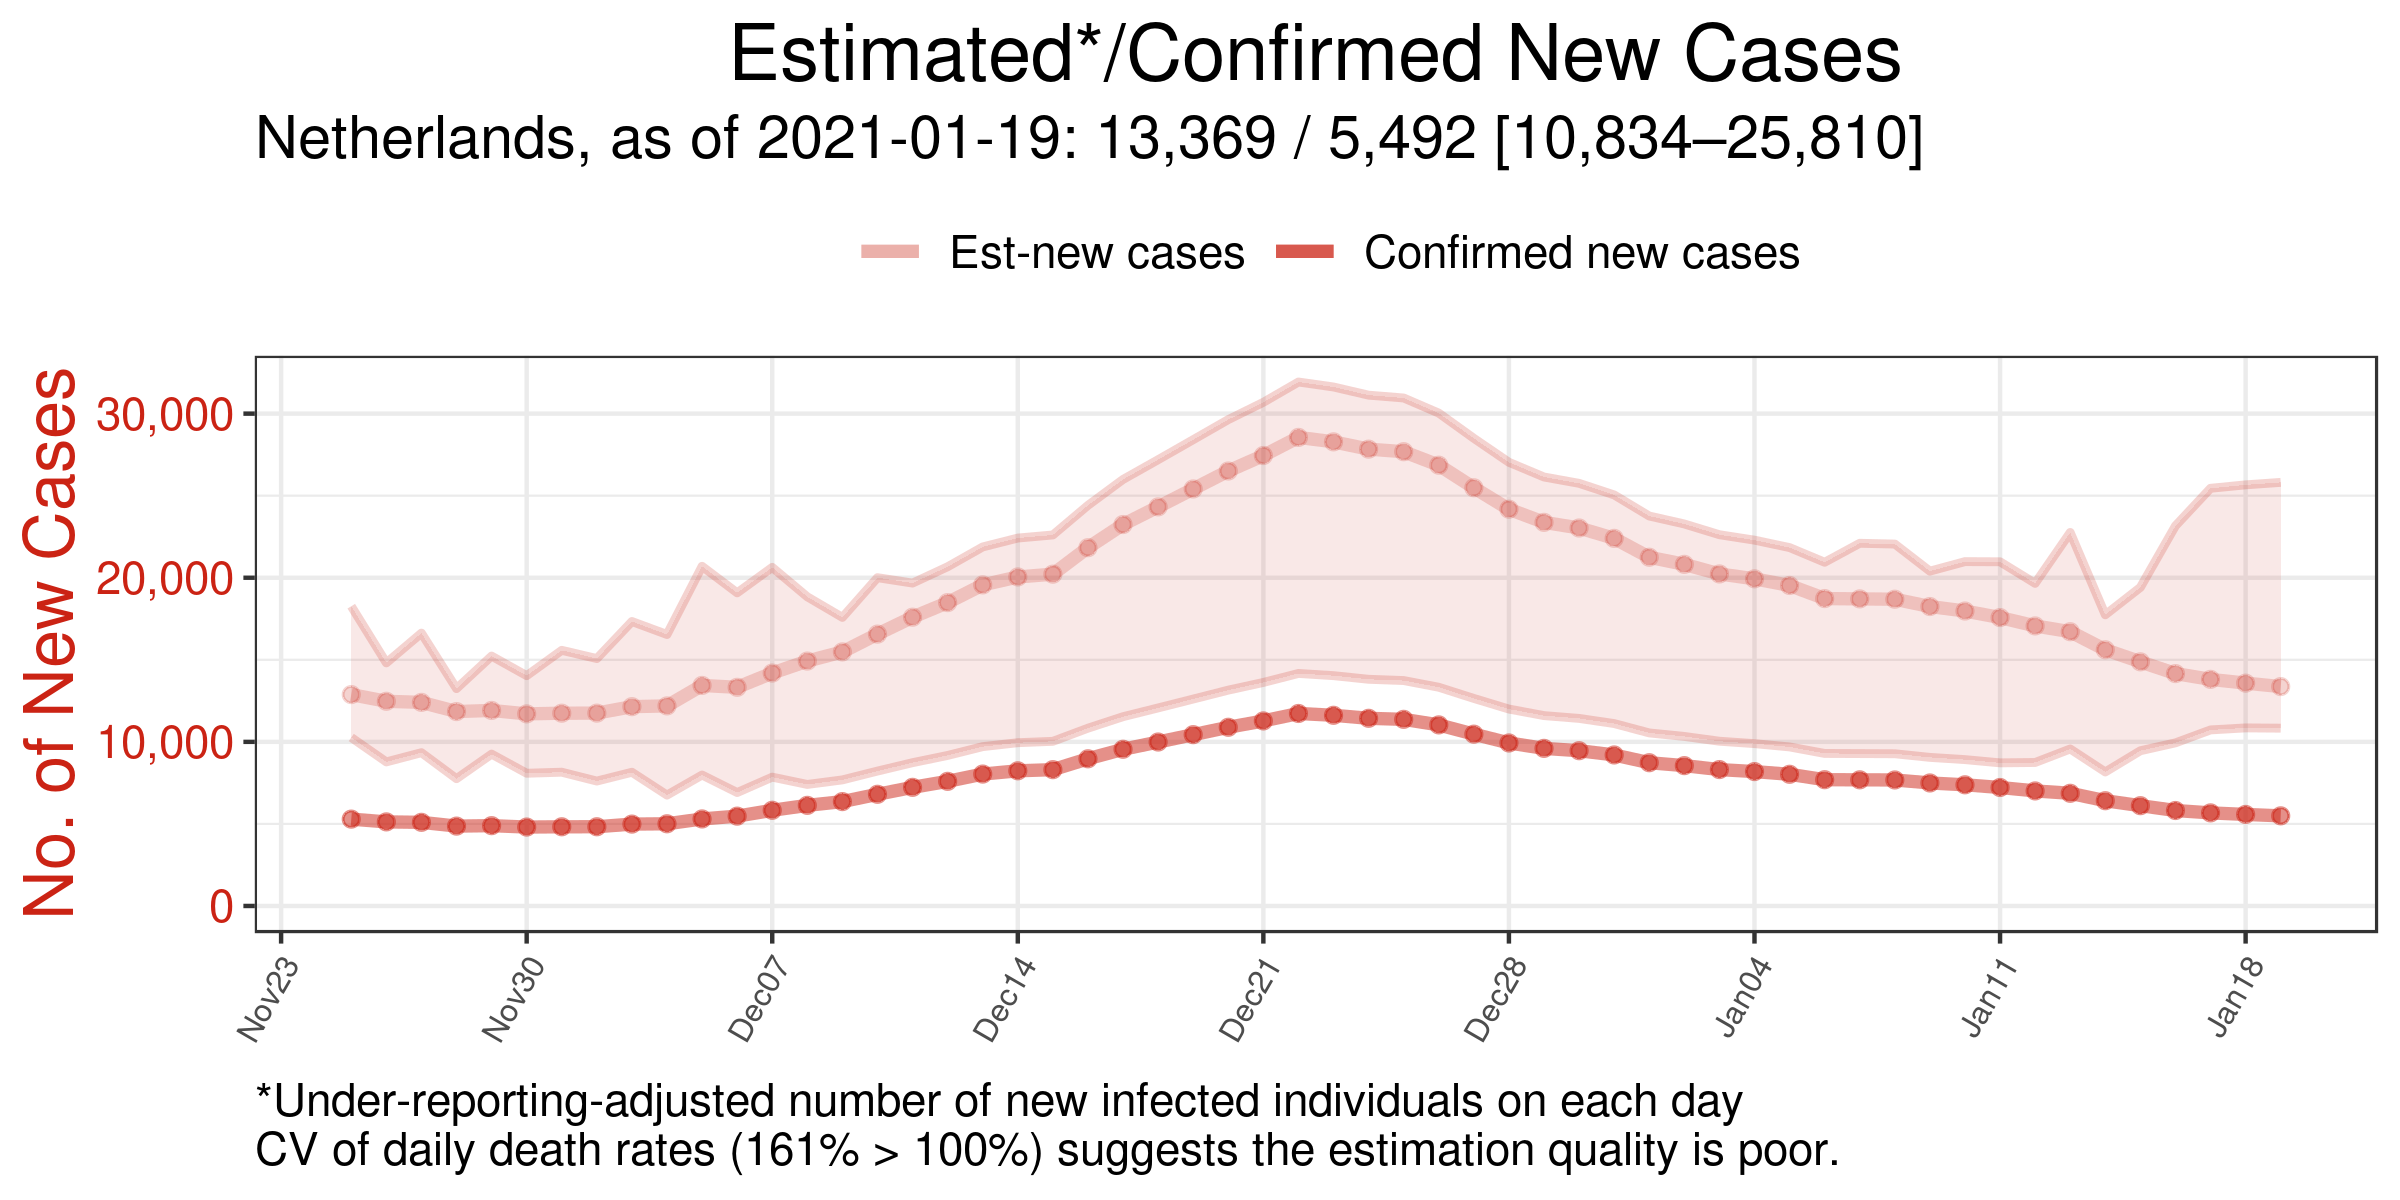 Estimated*/Confirmed New Cases
Netherlands, as of 2021-01-19: 13,369 / 5,492 [10,834–25,810]
Est-new cases
Confirmed new cases
No. of New Cases
30,000
20,000
10,000
0
Nov23
Nov30
Dec07
Dec14
Dec21
Dec28
Jan04
Jan11
Jan18
*Under-reporting-adjusted number of new infected individuals on each day
CV of daily death rates (161% > 100%) suggests the estimation quality is poor.